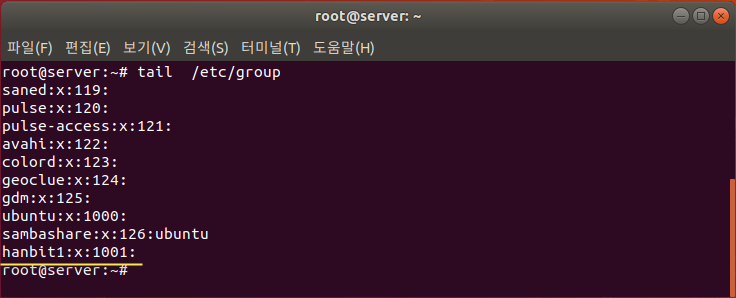 root@server: ~
파일(F) 편집(E) 보기(V) 검색(S) 터미널(T) 도움말(H)
root@server:~# tail  /etc/group
saned:x:119:
pulse:x:120:
pulse-access:x:121:
avahi:x:122:
colord:x:123:
geoclue:x:124:
gdm:x:125:
ubuntu:x:1000:
sambashare:x:126:ubuntu
hanbit1:x:1001:
root@server:~#